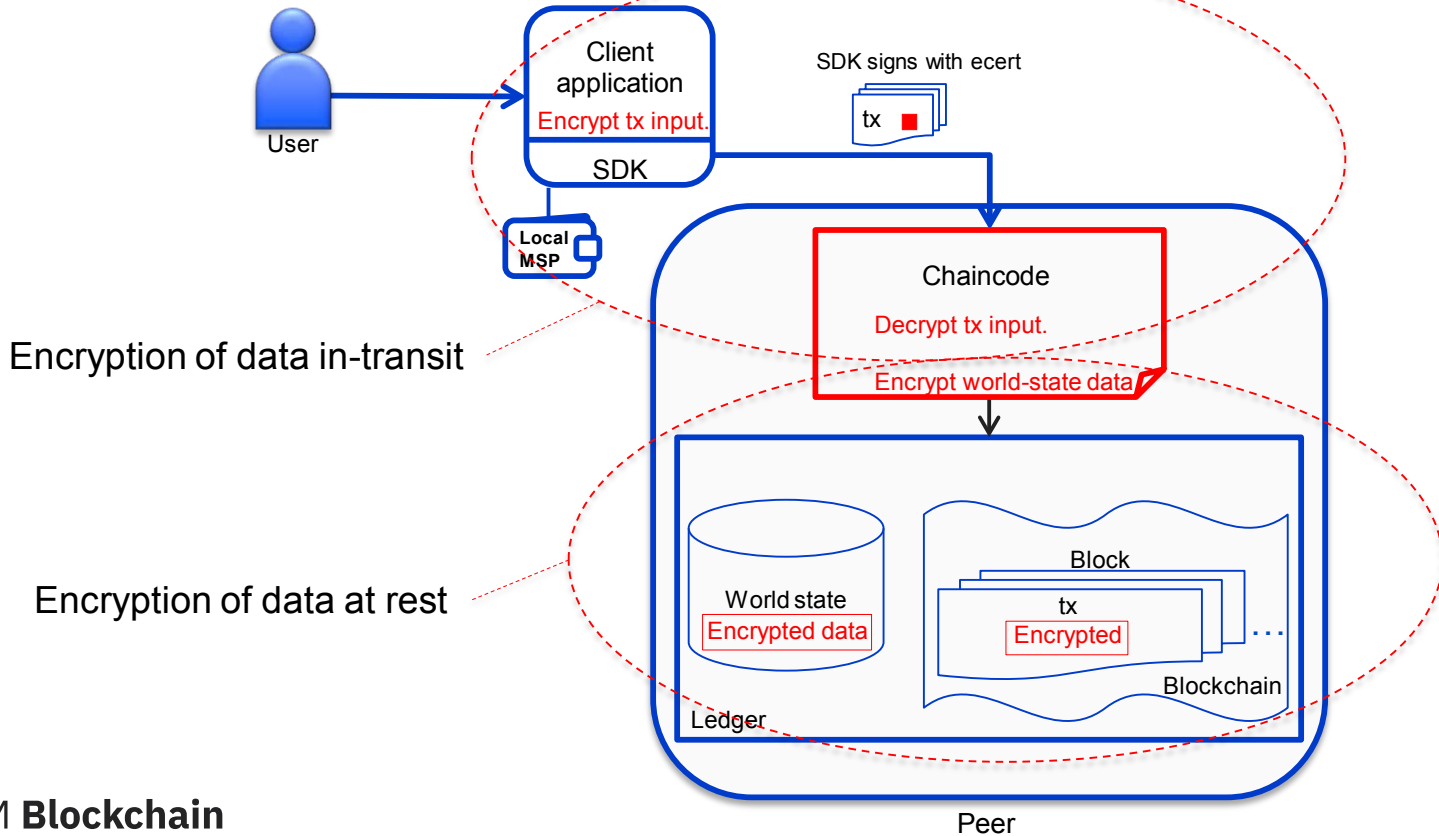 Client
application
Encrypt tx input.
SDK
User
SDK signs with ecert
tx
Local
MSP
Chaincode
Decrypt tx input.
Encrypt world-state data
Encryption of data in-transit
Encryption of data at rest
World state
Encrypted data
Block
tx
Encrypted
...
Blockchain
Ledger
Peer
M Blockchain